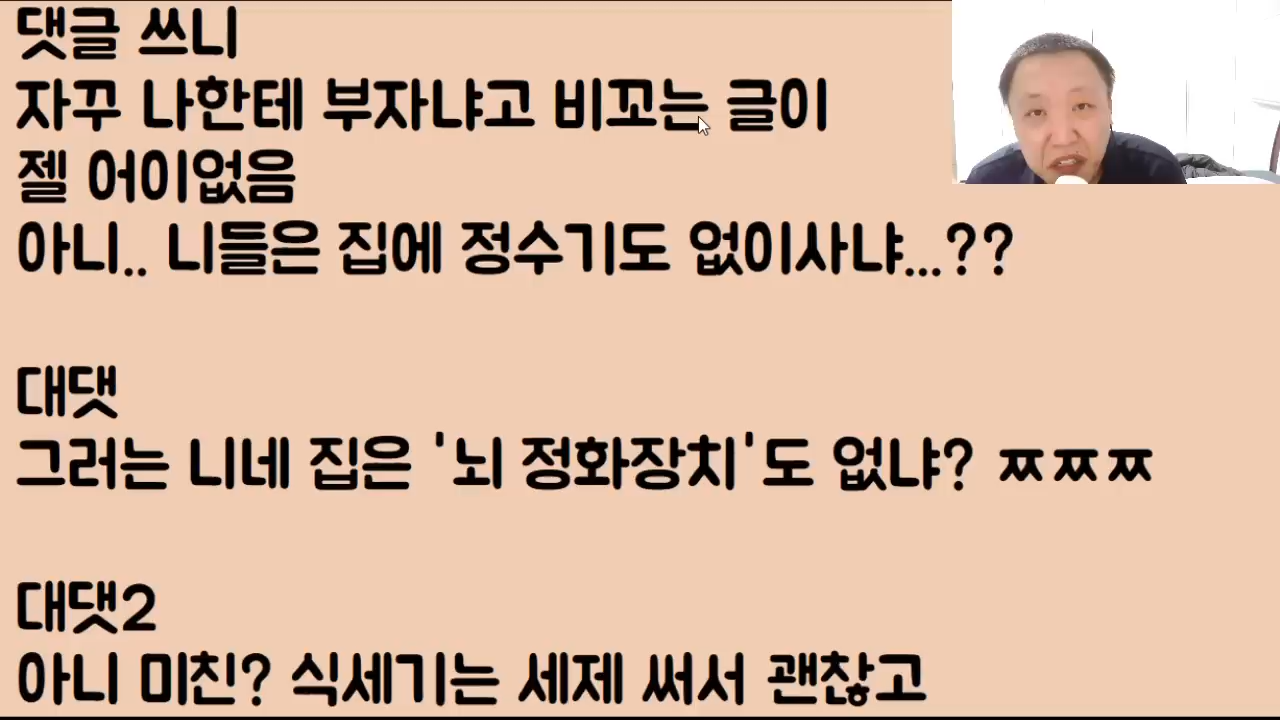 댓글 쓰니
자꾸 나한테 부자냐고 비꼬는 글이
젤 어이없음
아니.. 니들은 집에 정수기도 없이사냐...??
대댓
그러는 니네 집은 '뇌 정화장치'도 없냐? ㅉㅉㅉ
대댓2
아니 미친? 식세기는 세제 써서 괜찮고